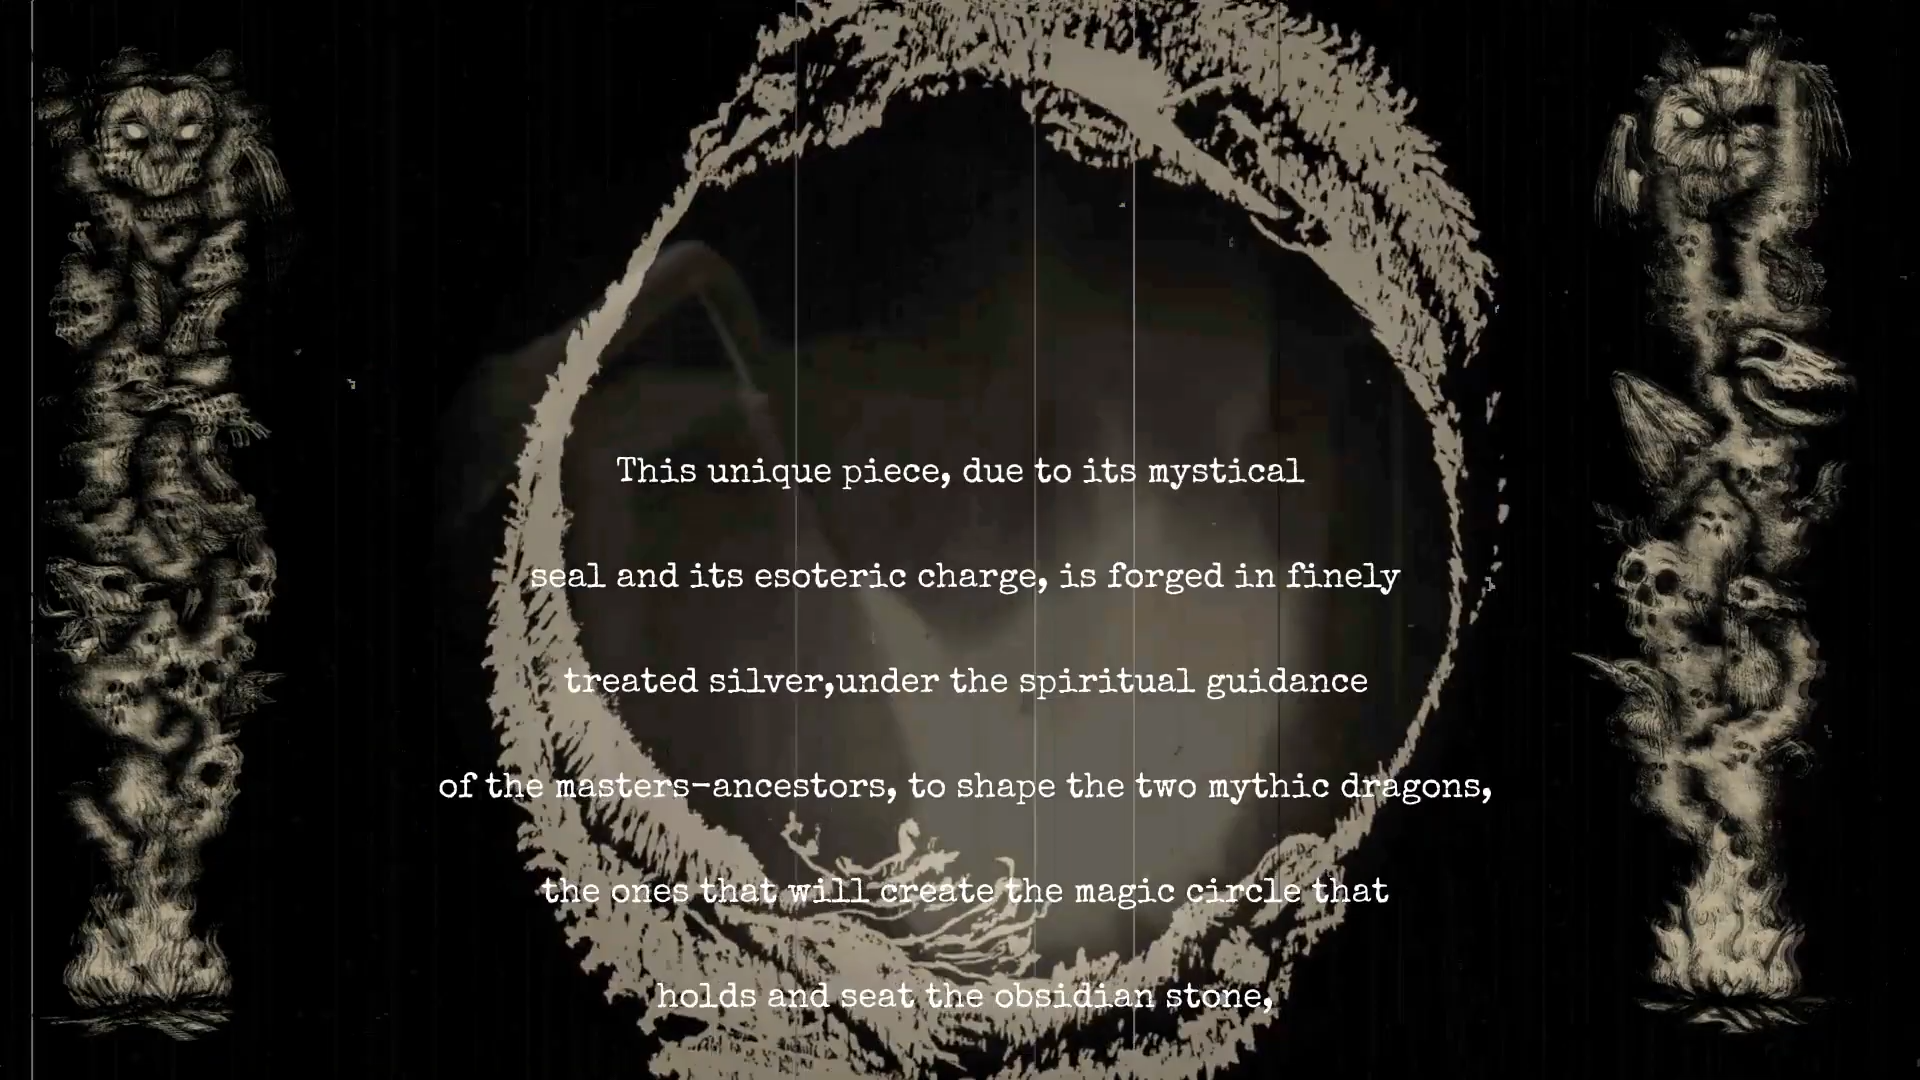 This unique piece, due to its mystical
seal and its esoteric charge, is forged in finely
treated silver,under the spiritual guidance
of the masters-ancestors, to shape the two mythic dragons,
the ones that will create the magic circle that
holds and seat the obsidian stone,